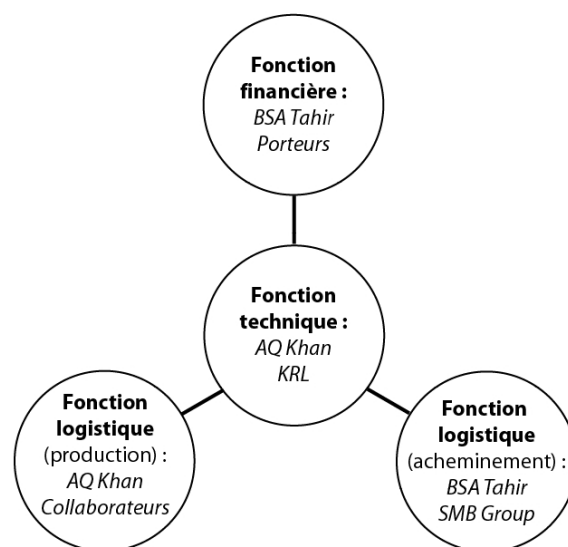 Fonction
financière :
BSA Tahir
Porteurs
Fonction
technique :
AQ Khan
KRL
Fonction
logistique
(production) :
AQ Khan
Collaborateurs
Fonction
logistique
(acheminement) :
BSA Tahir
SMB Group